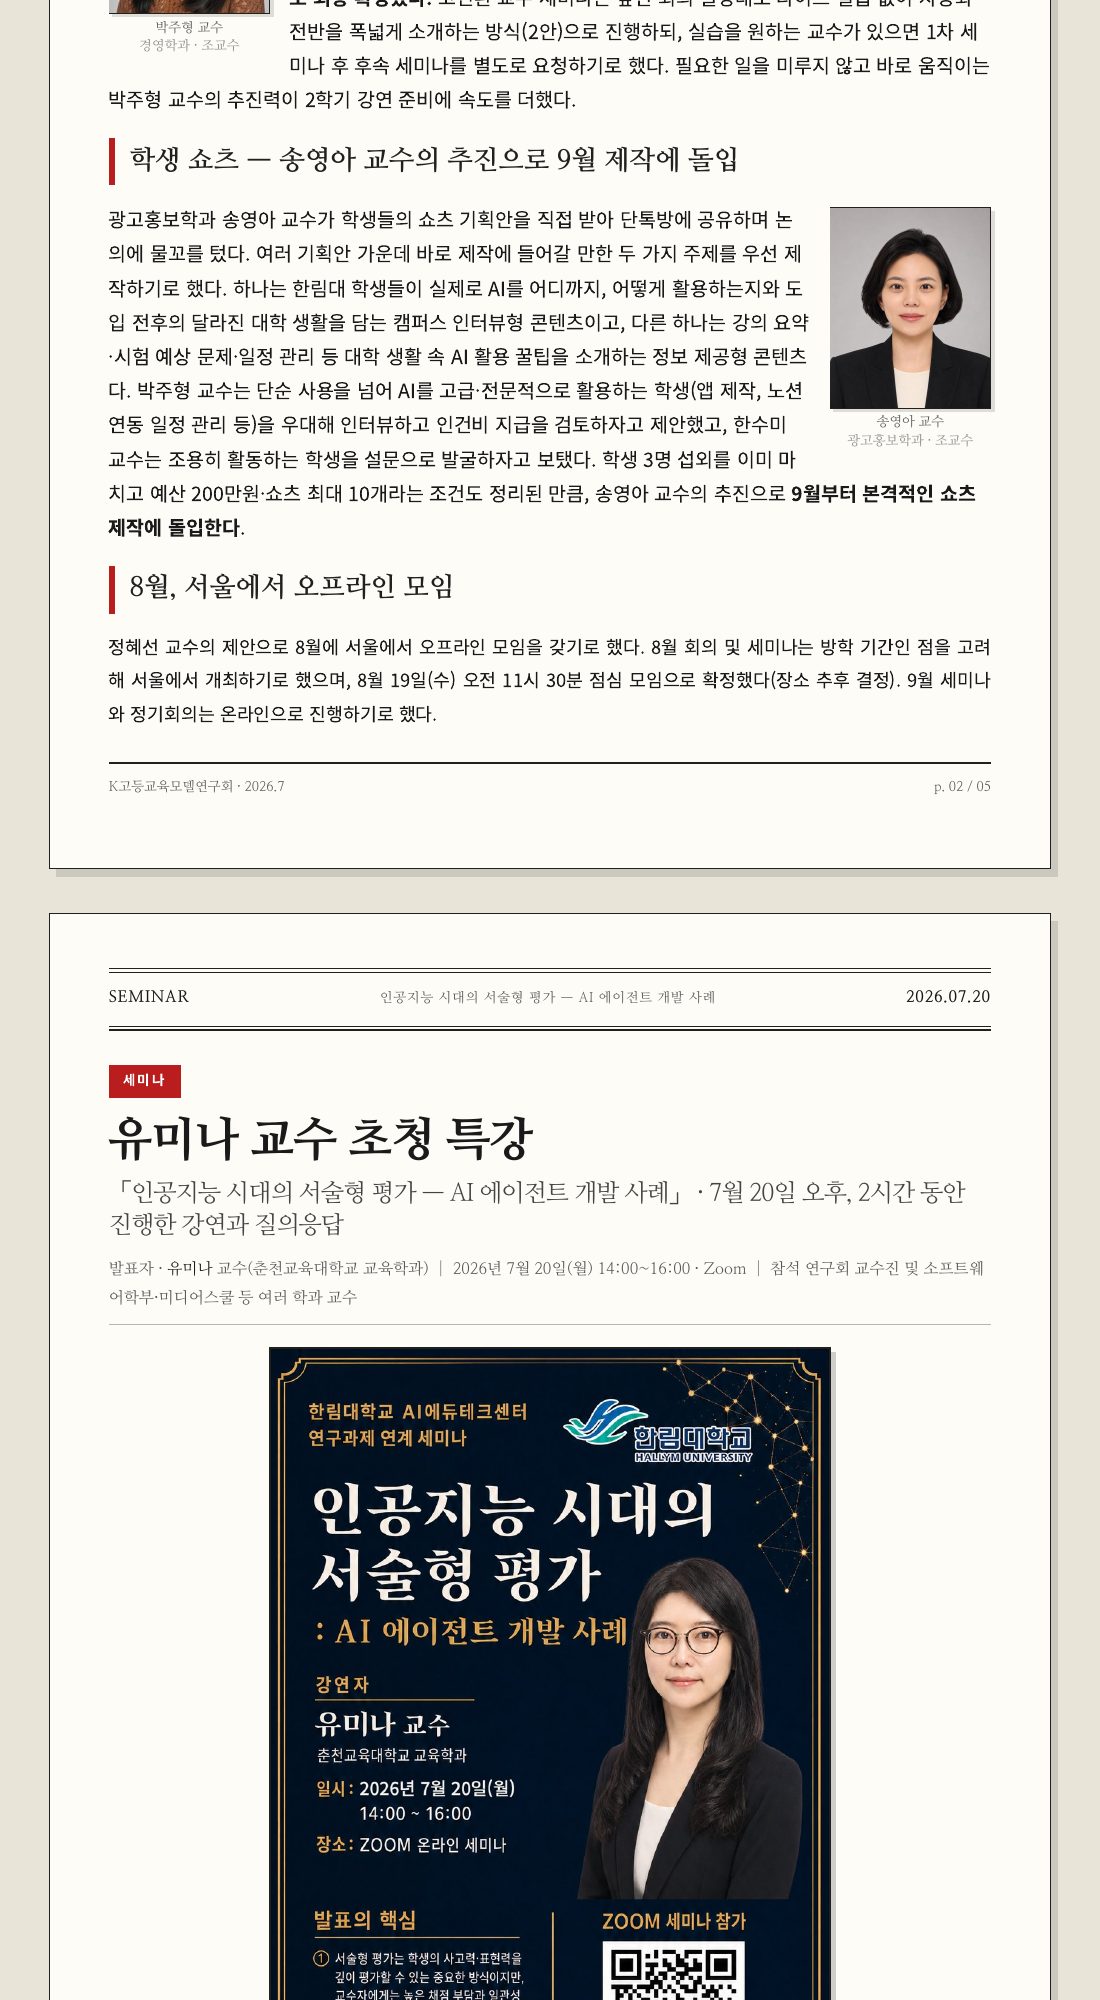 박주형 교수
경영학과 · 조교수
전반을 폭넓게 소개하는 방식(2안)으로 진행하되, 실습을 원하는 교수가 있으면 1차 세
미나 후 후속 세미나를 별도로 요청하기로 했다. 필요한 일을 미루지 않고 바로 움직이는
박주형 교수의 추진력이 2학기 강연 준비에 속도를 더했다.
학생 쇼츠 — 송영아 교수의 추진으로 9월 제작에 돌입
광고홍보학과 송영아 교수가 학생들의 쇼츠 기획안을 직접 받아 단톡방에 공유하며 논
의에 물꼬를 텄다. 여러 기획안 가운데 바로 제작에 들어갈 만한 두 가지 주제를 우선 제
작하기로 했다. 하나는 한림대 학생들이 실제로 AI를 어디까지, 어떻게 활용하는지와 도
입 전후의 달라진 대학 생활을 담는 캠퍼스 인터뷰형 콘텐츠이고, 다른 하나는 강의 요약
·시험 예상 문제·일정 관리 등 대학 생활 속 AI 활용 꿀팁을 소개하는 정보 제공형 콘텐츠
다. 박주형 교수는 단순 사용을 넘어 AI를 고급·전문적으로 활용하는 학생(앱 제작, 노션
연동 일정 관리 등)을 우대해 인터뷰하고 인건비 지급을 검토하자고 제안했고, 한수미
교수는 조용히 활동하는 학생을 설문으로 발굴하자고 보탰다. 학생 3명 섭외를 이미 마
치고 예산 200만원·쇼츠 최대 10개라는 조건도 정리된 만큼, 송영아 교수의 추진으로 9월부터 본격적인 쇼츠
제작에 돌입한다.
송영아 교수
광고홍보학과 · 조교수
8월, 서울에서 오프라인 모임
정혜선 교수의 제안으로 8월에 서울에서 오프라인 모임을 갖기로 했다. 8월 회의 및 세미나는 방학 기간인 점을 고려
해 서울에서 개최하기로 했으며, 8월 19일(수) 오전 11시 30분 점심 모임으로 확정했다(장소 추후 결정). 9월 세미나
와 정기회의는 온라인으로 진행하기로 했다.
K고등교육모델연구회 · 2026.7
p. 02 / 05
SEMINAR
인공지능 시대의 서술형 평가 — AI 에이전트 개발 사례
2026.07.20
세미나
유미나 교수 초청 특강
「인공지능 시대의 서술형 평가 — AI 에이전트 개발 사례」 · 7월 20일 오후, 2시간 동안
진행한 강연과 질의응답
발표자 · 유미나 교수(춘천교육대학교 교육학과) | 2026년 7월 20일(월) 14:00~16:00 · Zoom | 참석 연구회 교수진 및 소프트웨
어학부·미디어스쿨 등 여러 학과 교수
한림대학교 AI에듀테크센터
연구과제 연계 세미나
한림대학교
HALLYM UNIVERSITY
인공지능 시대의
서술형 평가
: AI 에이전트 개발 사례
강연자
유미나 교수
춘천교육대학교 교육학과
일시 : 2026년 7월 20일(월)
14:00 ~ 16:00
장소 : ZOOM 온라인 세미나
발표의 핵심
① 서술형 평가는 학생의 사고력·표현력을
깊이 평가할 수 있는 중요한 방식이지만,
교수자에게는 높은 채점 부담과 일관성
ZOOM 세미나 참가